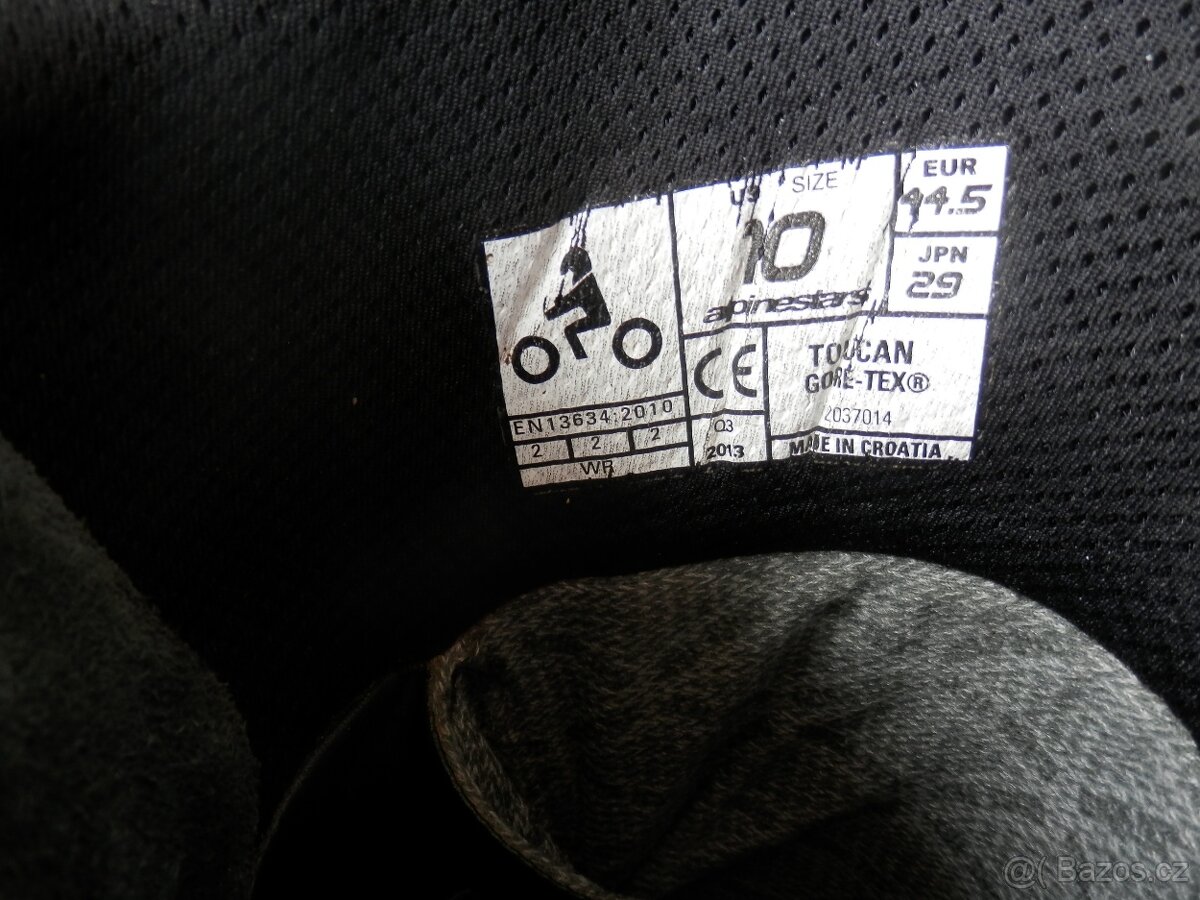 US SIZE
10
alpinestars
EUR
44.5
JPN
29
EN13634:2010
2 2 2
WR
CE
03
2013
TOUCAN
GORE-TEX®
2037014
MADE IN CROATIA
@( Bazos.cz